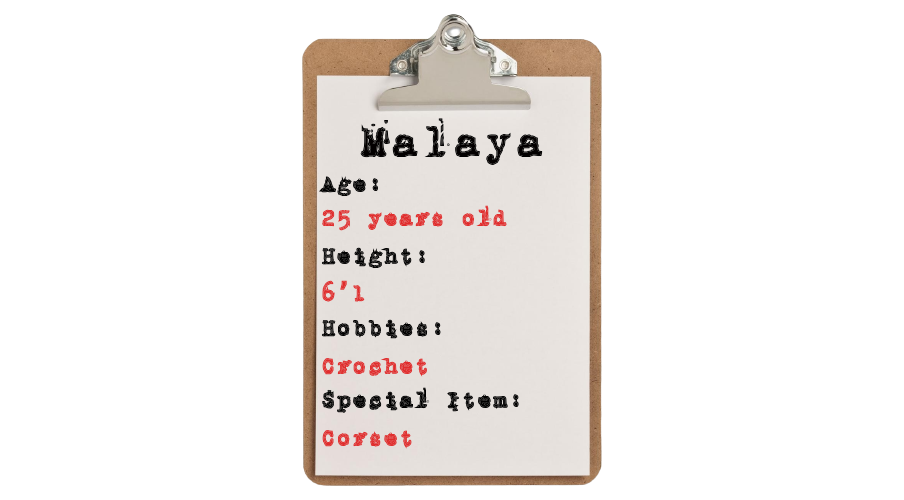 Malaya
Age:
25 years old
Height:
6'1
Hobbies:
Crochet
Special Item:
Corset